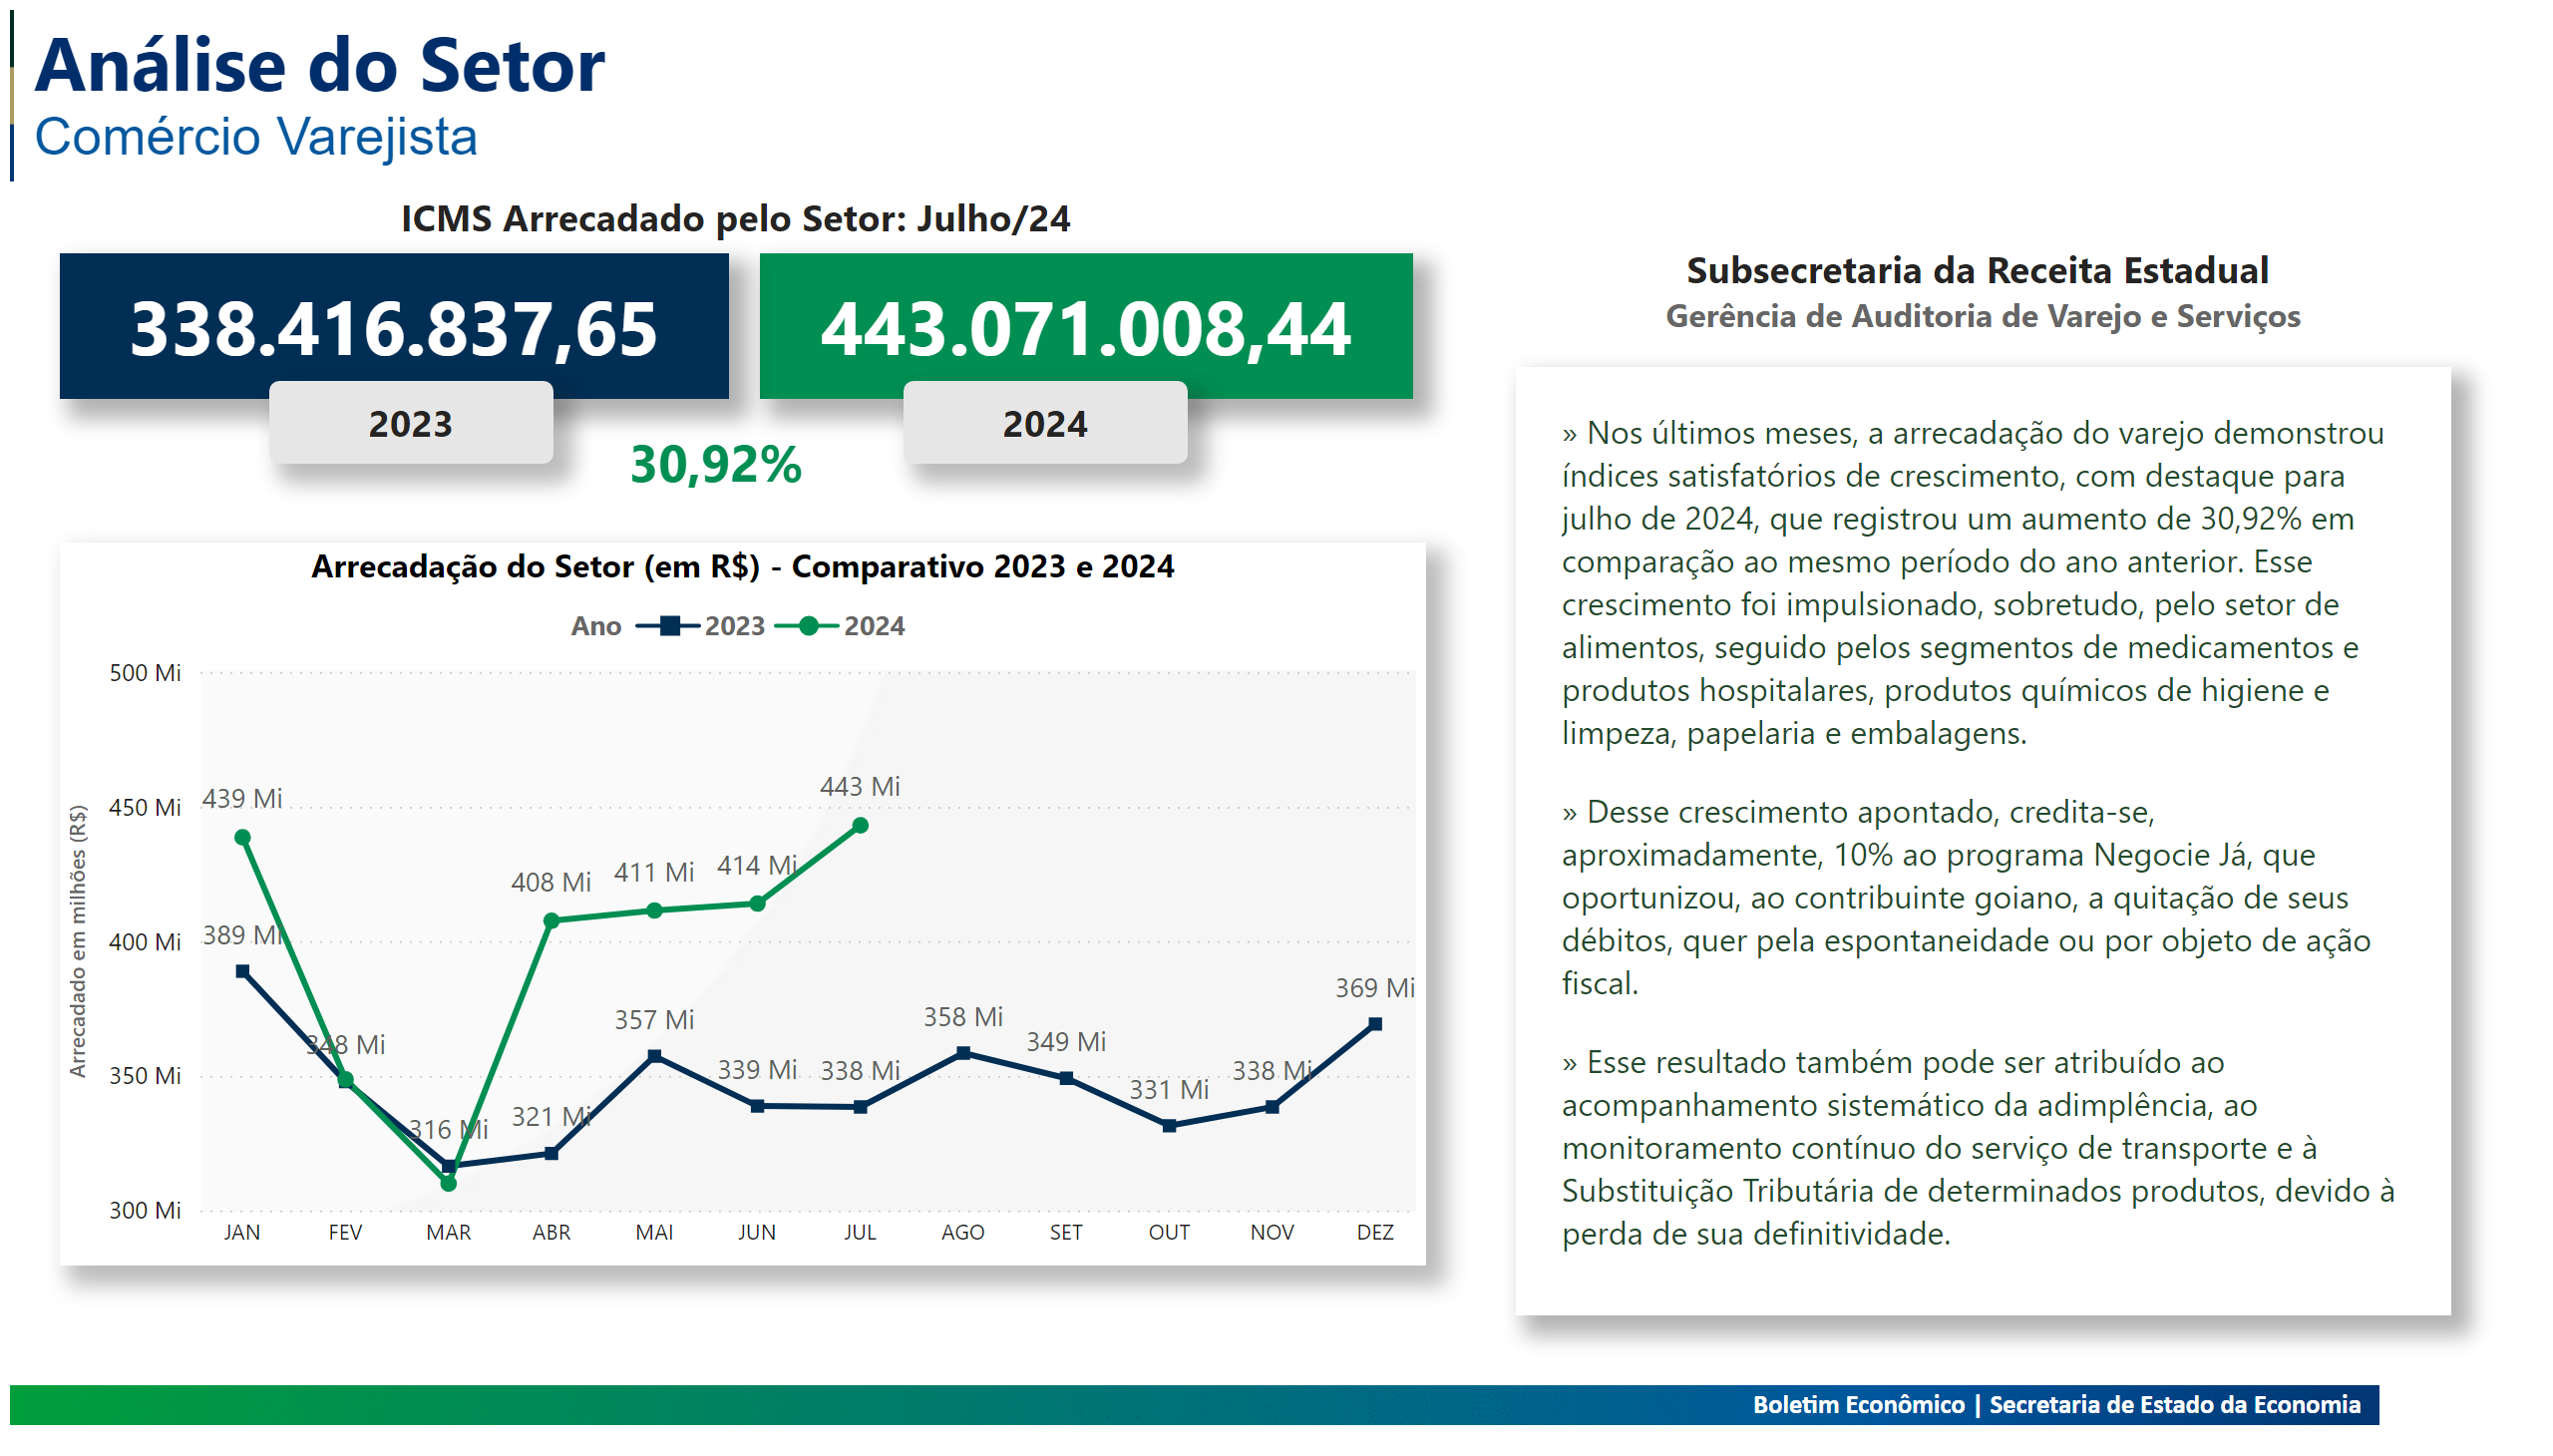 Análise do Setor
Comércio Varejista
ICMS Arrecadado pelo Setor: Julho/24
338.416.837,65
443.071.008,44
2023
2024
30,92%
Arrecadação do Setor (em R$) - Comparativo 2023 e 2024
Ano 2023 2024
Arrecadado em milhões (R$)
500 Mi
450 Mi
400 Mi
350 Mi
300 Mi
439 Mi
389 Mi
348 Mi
316 Mi
408 Mi
321 Mi
411 Mi
357 Mi
414 Mi
339 Mi
443 Mi
338 Mi
358 Mi
349 Mi
331 Mi
338 Mi
369 Mi
JAN FEV MAR ABR MAI JUN JUL AGO SET OUT NOV DEZ
Subsecretaria da Receita Estadual
Gerência de Auditoria de Varejo e Serviços
» Nos últimos meses, a arrecadação do varejo demonstrou
índices satisfatórios de crescimento, com destaque para
julho de 2024, que registrou um aumento de 30,92% em
comparação ao mesmo período do ano anterior. Esse
crescimento foi impulsionado, sobretudo, pelo setor de
alimentos, seguido pelos segmentos de medicamentos e
produtos hospitalares, produtos químicos de higiene e
limpeza, papelaria e embalagens.
» Desse crescimento apontado, credita-se,
aproximadamente, 10% ao programa Negocie Já, que
oportunizou, ao contribuinte goiano, a quitação de seus
débitos, quer pela espontaneidade ou por objeto de ação
fiscal.
» Esse resultado também pode ser atribuído ao
acompanhamento sistemático da adimplência, ao
monitoramento contínuo do serviço de transporte e à
Substituição Tributária de determinados produtos, devido à
perda de sua definitividade.
Boletim Econômico | Secretaria de Estado da Economia